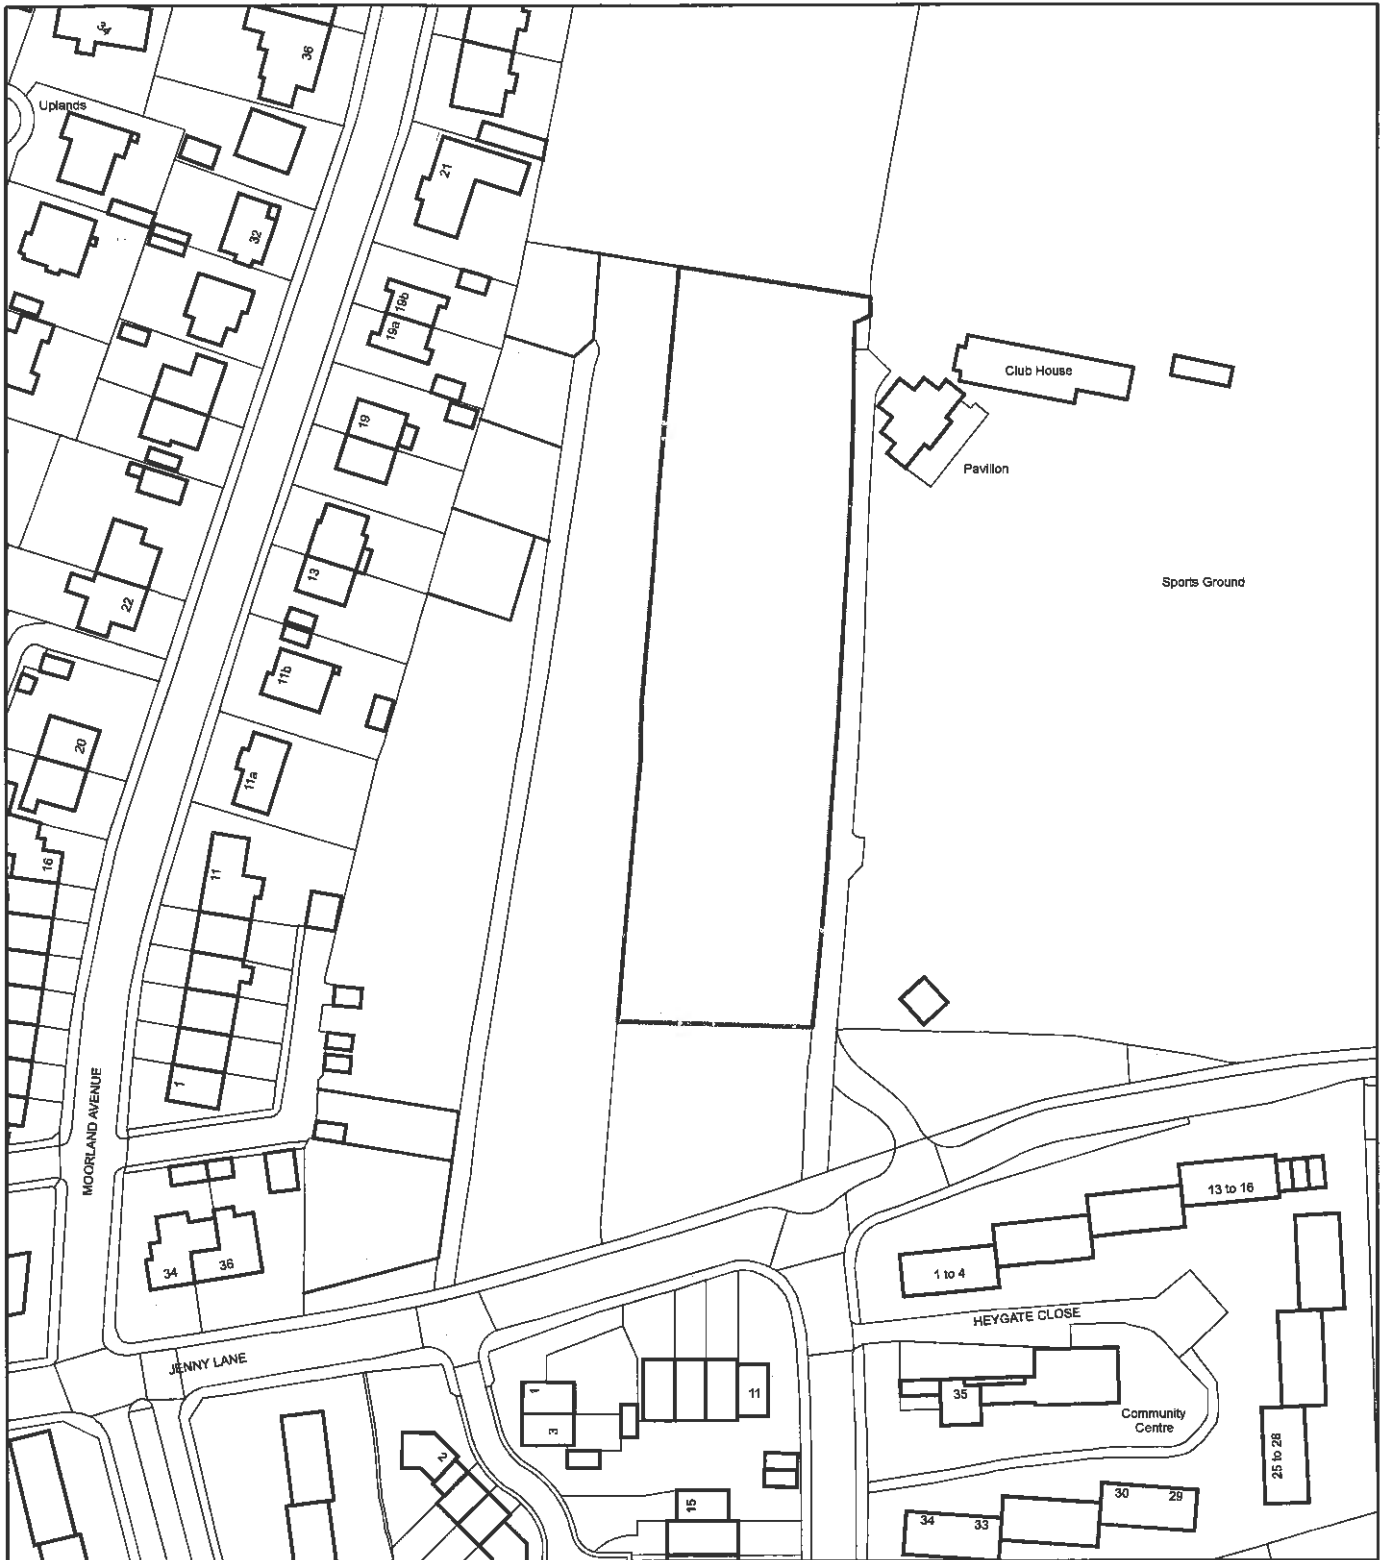 34
36
Uplands
21
32
19b
19a
Club House
19
Pavilion
13
Sports Ground
22
11b
20
11a
16
11
1
MOORLAND AVENUE
13 to 16
34
36
1 to 4
HEYGATE CLOSE
JENNY LANE
1
11
35
3
Community
Centre
2
25 to 28
15
30
29
34
33